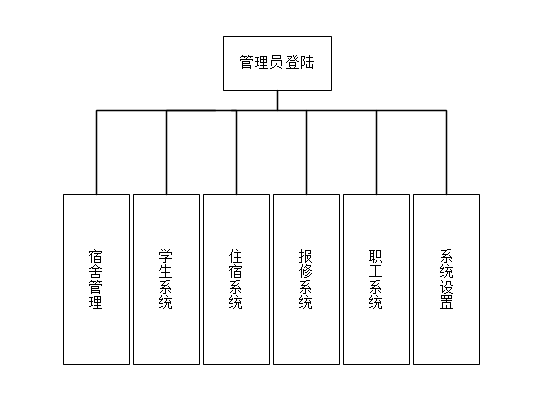 管理员登陆
宿舍管理
学生系统
住宿系统
报修系统
职工系统
系统设置